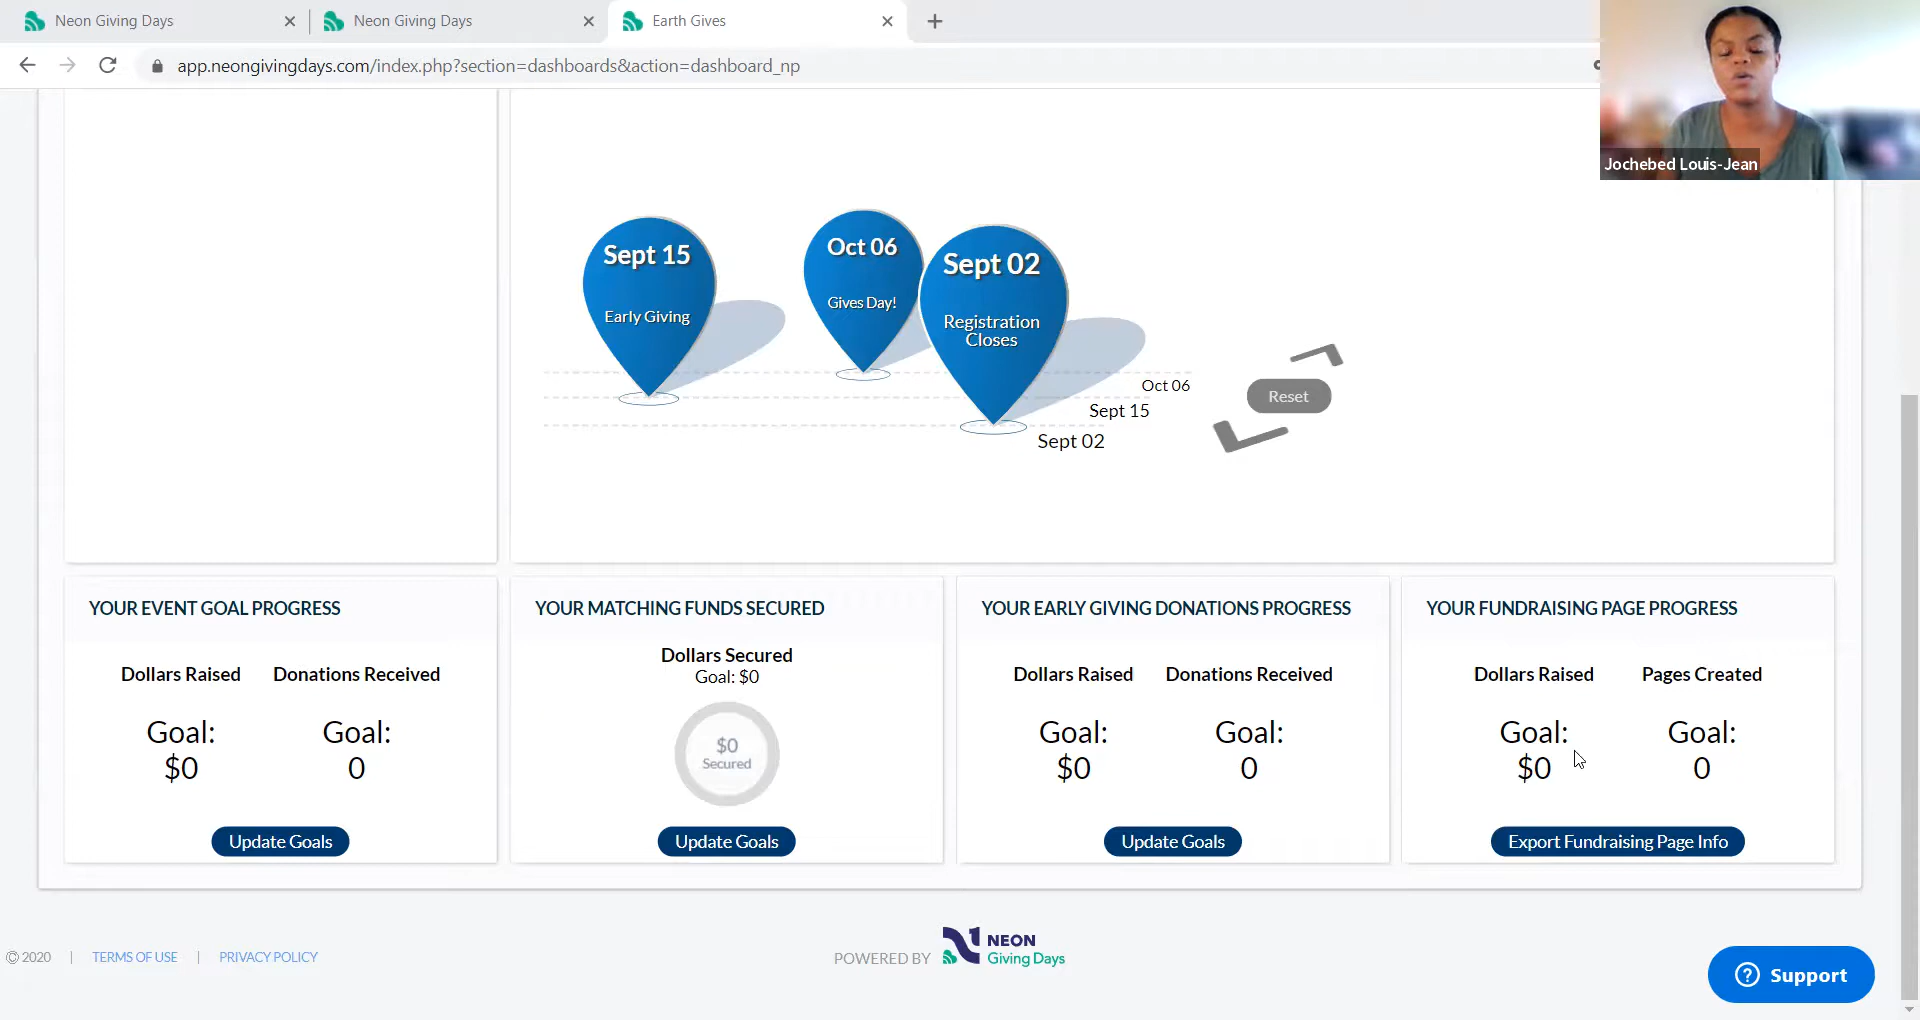 Neon Giving Days
Neon Giving Days
Earth Gives
app.neongivingdays.com/index.php?section=dashboards&action=dashboard_np
Jochebed Louis-Jean
Sept 15
Early Giving
Oct 06
Gives Day!
Sept 02
Registration
Closes
Oct 06
Sept 15
Sept 02
Reset
YOUR EVENT GOAL PROGRESS
Dollars Raised
Donations Received
Goal:
$0
Goal:
0
Update Goals
YOUR MATCHING FUNDS SECURED
Dollars Secured
Goal: $0
$0
Secured
Update Goals
YOUR EARLY GIVING DONATIONS PROGRESS
Dollars Raised
Donations Received
Goal:
$0
Goal:
0
Update Goals
YOUR FUNDRAISING PAGE PROGRESS
Dollars Raised
Pages Created
Goal:
$0
Goal:
0
Export Fundraising Page Info
© 2020 | TERMS OF USE | PRIVACY POLICY
POWERED BY
NEON
Giving Days
Support